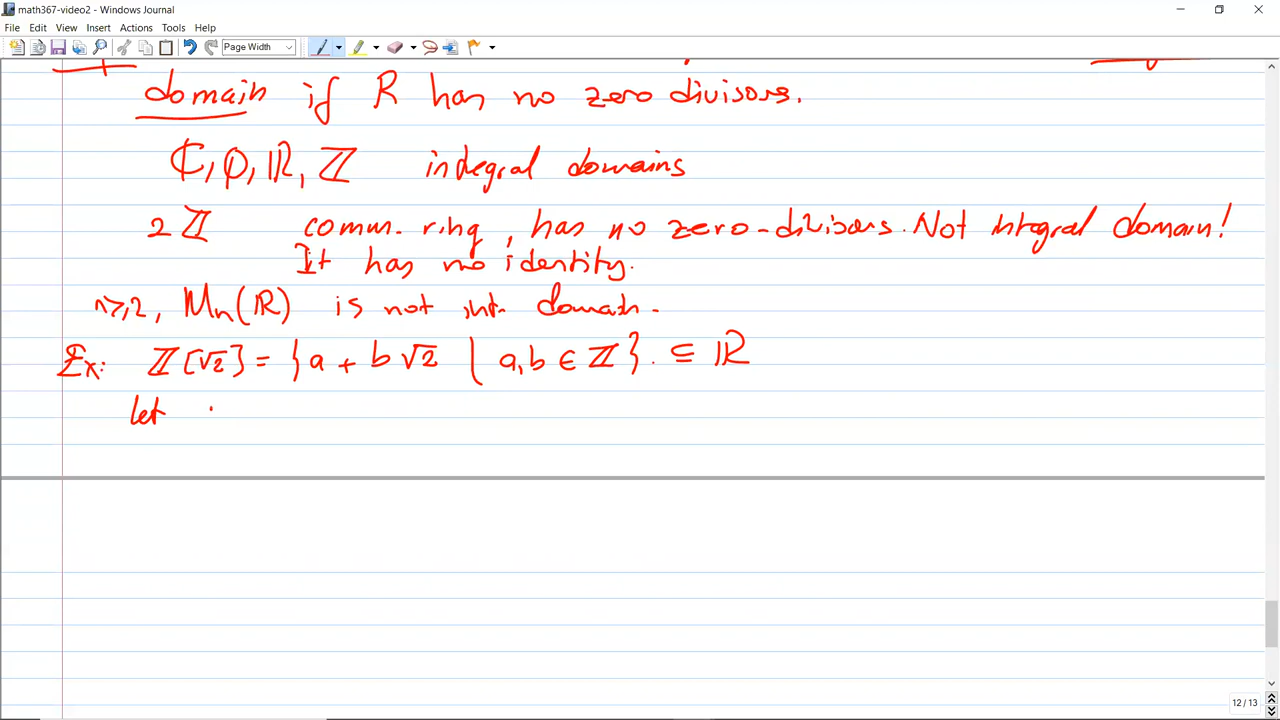 math367-video2 - Windows Journal
File Edit View Insert Actions Tools Help
Page Width
domain if R has no zero divisors.
ℂ, ℚ, ℝ, ℤ integral domains
2ℤ comm. ring, has no zero-divisors. Not integral domain!
It has no identity.
n≥2, Mn(ℝ) is not int. domain.
Ex: ℤ[√2] = {a + b√2 | a,b ∈ ℤ}. ⊆ ℝ
let
12 / 13